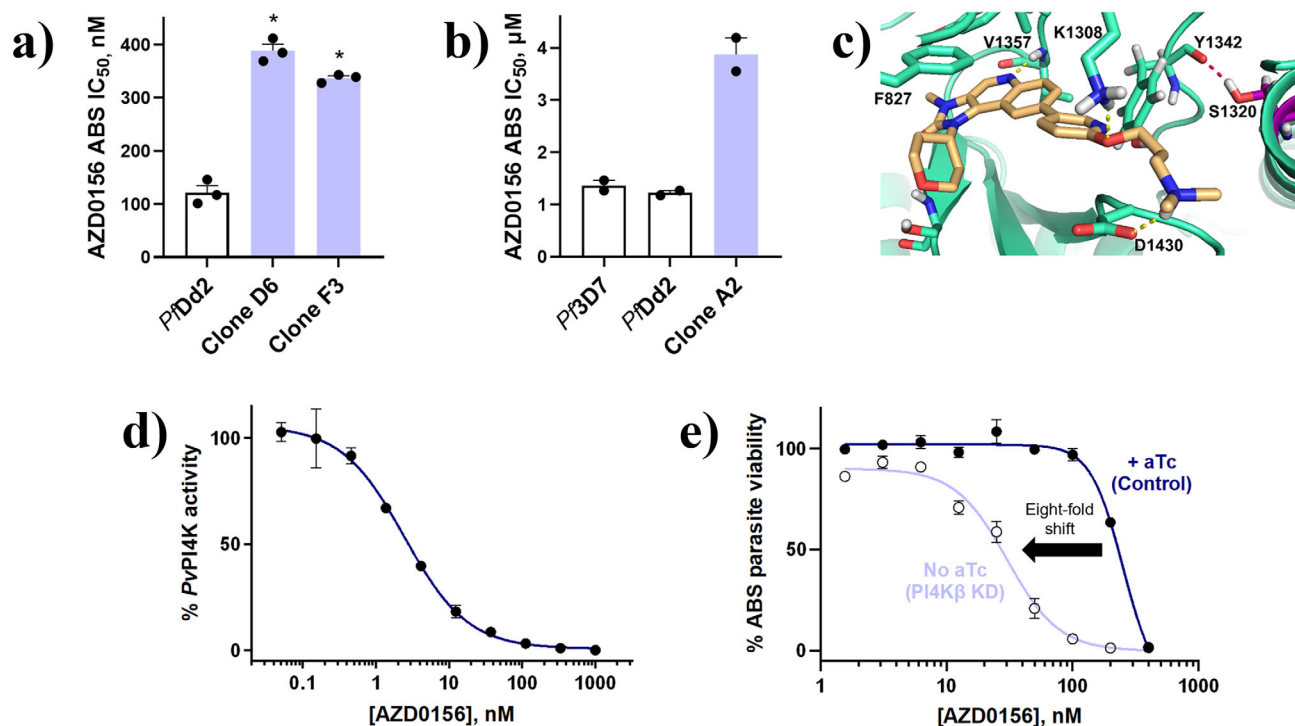 a)
AZD0156 ABS IC50, nM
400
300
200
100
0
*
*
PfDd2
Clone D6
Clone F3
b)
AZD0156 ABS IC50, µM
4
3
2
1
0
Pf3D7
PfDd2
Clone A2
c)
K1308
V1357
Y1342
F827
S1320
D1430
d)
% PvPI4K activity
100
50
0
0.1
1
10
100
1000
[AZD0156], nM
e)
% ABS parasite viability
100
50
0
+ aTc
(Control)
Eight-fold
shift
No aTc
(PI4Kβ KD)
1
10
100
1000
[AZD0156], nM